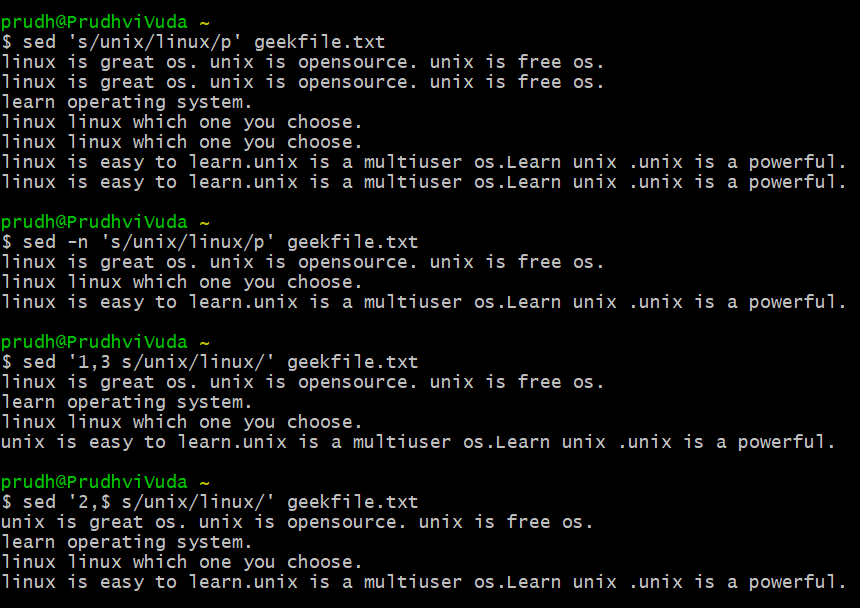 prudh@PrudhviVuda ~
$ sed 's/unix/linux/p' geekfile.txt
linux is great os. unix is opensource. unix is free os.
linux is great os. unix is opensource. unix is free os.
learn operating system.
linux linux which one you choose.
linux linux which one you choose.
linux is easy to learn.unix is a multiuser os.Learn unix .unix is a powerful.
linux is easy to learn.unix is a multiuser os.Learn unix .unix is a powerful.
prudh@PrudhviVuda ~
$ sed -n 's/unix/linux/p' geekfile.txt
linux is great os. unix is opensource. unix is free os.
linux linux which one you choose.
linux is easy to learn.unix is a multiuser os.Learn unix .unix is a powerful.
prudh@PrudhviVuda ~
$ sed '1,3 s/unix/linux/' geekfile.txt
linux is great os. unix is opensource. unix is free os.
learn operating system.
linux linux which one you choose.
unix is easy to learn.unix is a multiuser os.Learn unix .unix is a powerful.
prudh@PrudhviVuda ~
$ sed '2,$ s/unix/linux/' geekfile.txt
unix is great os. unix is opensource. unix is free os.
learn operating system.
linux linux which one you choose.
linux is easy to learn.unix is a multiuser os.Learn unix .unix is a powerful.